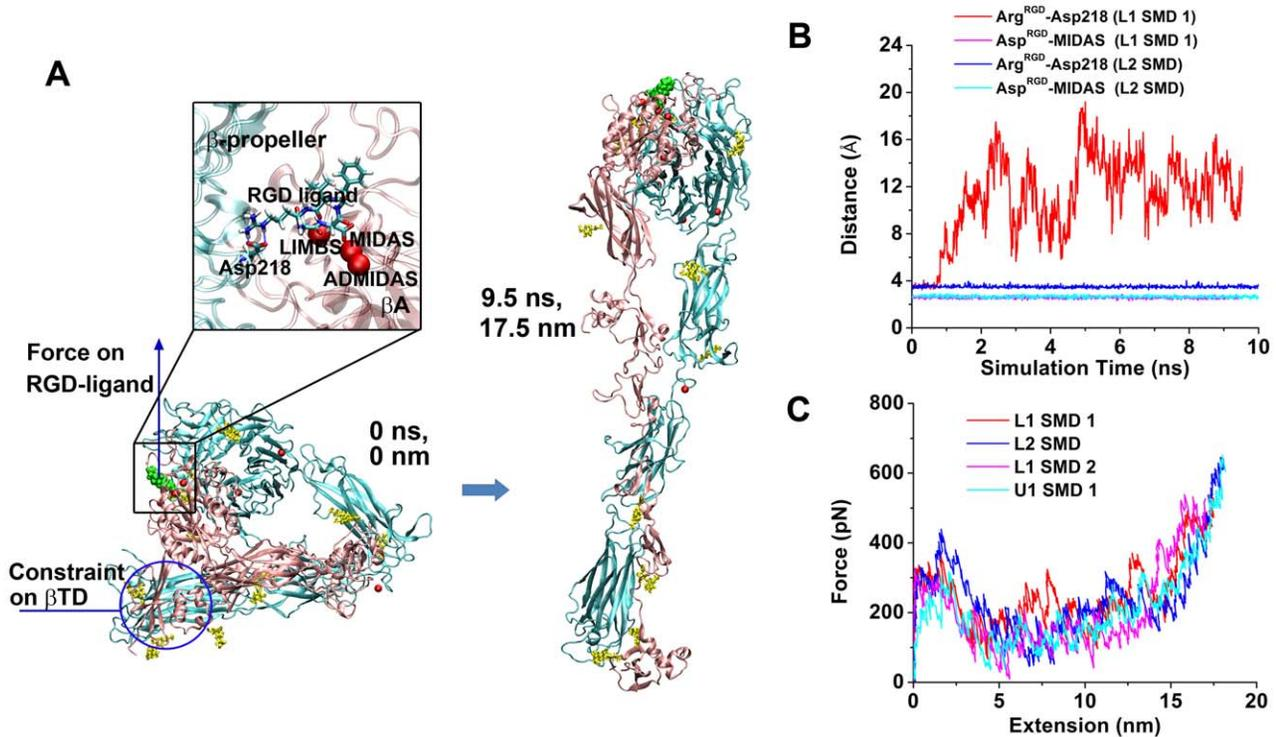 A
β-propeller
RGD ligand
LIMBS
MIDAS
Asp218
ADMIDAS
βA
Force on
RGD-ligand
0 ns,
0 nm
Constraint
on βTD
9.5 ns,
17.5 nm
B
Arg^RGD-Asp218 (L1 SMD 1)
Asp^RGD-MIDAS (L1 SMD 1)
Arg^RGD-Asp218 (L2 SMD)
Asp^RGD-MIDAS (L2 SMD)
Distance (Å)
24
20
16
12
8
4
0
0 2 4 6 8 10
Simulation Time (ns)
C
L1 SMD 1
L2 SMD
L1 SMD 2
U1 SMD 1
Force (pN)
800
600
400
200
0
0 5 10 15 20
Extension (nm)